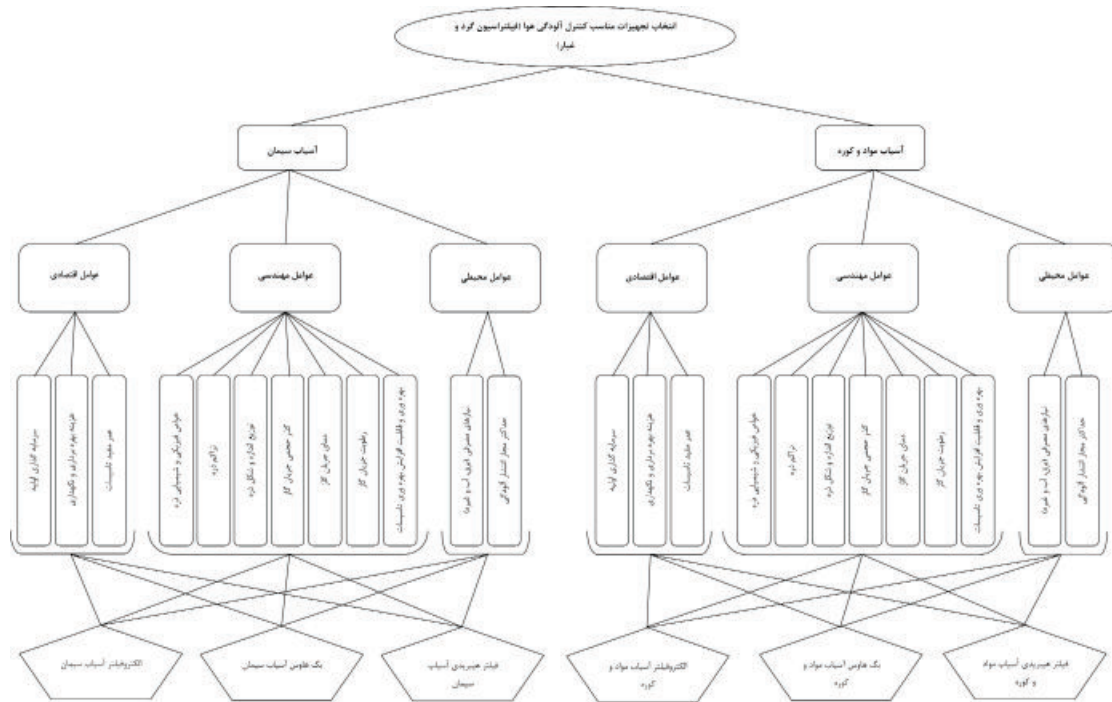 انتخاب تجهیزات مناسب کنترل آلودگی هوا (فیلتراسیون گرد و
غبار)
آسیاب مواد و کوره
آسیاب سیمان
عوامل محیطی
عوامل مهندسی
عوامل اقتصادی
عوامل محیطی
عوامل مهندسی
عوامل اقتصادی
حداکثر مجاز انتشار آلودگی
نیازهای مصرفی (برق، آب و غیره)
بهره وری و قابلیت افزایش بهره وری تاسیسات
رطوبت جریان گاز
دمای جریان گاز
گذر حجمی جریان گاز
توزیع اندازه و شکل ذره
تراکم ذره
خواص فیزیکی و شیمیایی ذره
عمر مفید تاسیسات
هزینه بهره برداری و نگهداری
سرمایه گذاری اولیه
حداکثر مجاز انتشار آلودگی
نیازهای مصرفی (برق، آب و غیره)
بهره وری و قابلیت افزایش بهره وری تاسیسات
رطوبت جریان گاز
دمای جریان گاز
گذر حجمی جریان گاز
توزیع اندازه و شکل ذره
تراکم ذره
خواص فیزیکی و شیمیایی ذره
عمر مفید تاسیسات
هزینه بهره برداری و نگهداری
سرمایه گذاری اولیه
فیلتر هیبریدی آسیاب مواد
و کوره
بگ هاوس آسیاب مواد و
کوره
الکتروفیلتر آسیاب مواد و
کوره
فیلتر هیبریدی آسیاب
سیمان
بگ هاوس آسیاب سیمان
الکتروفیلتر آسیاب سیمان